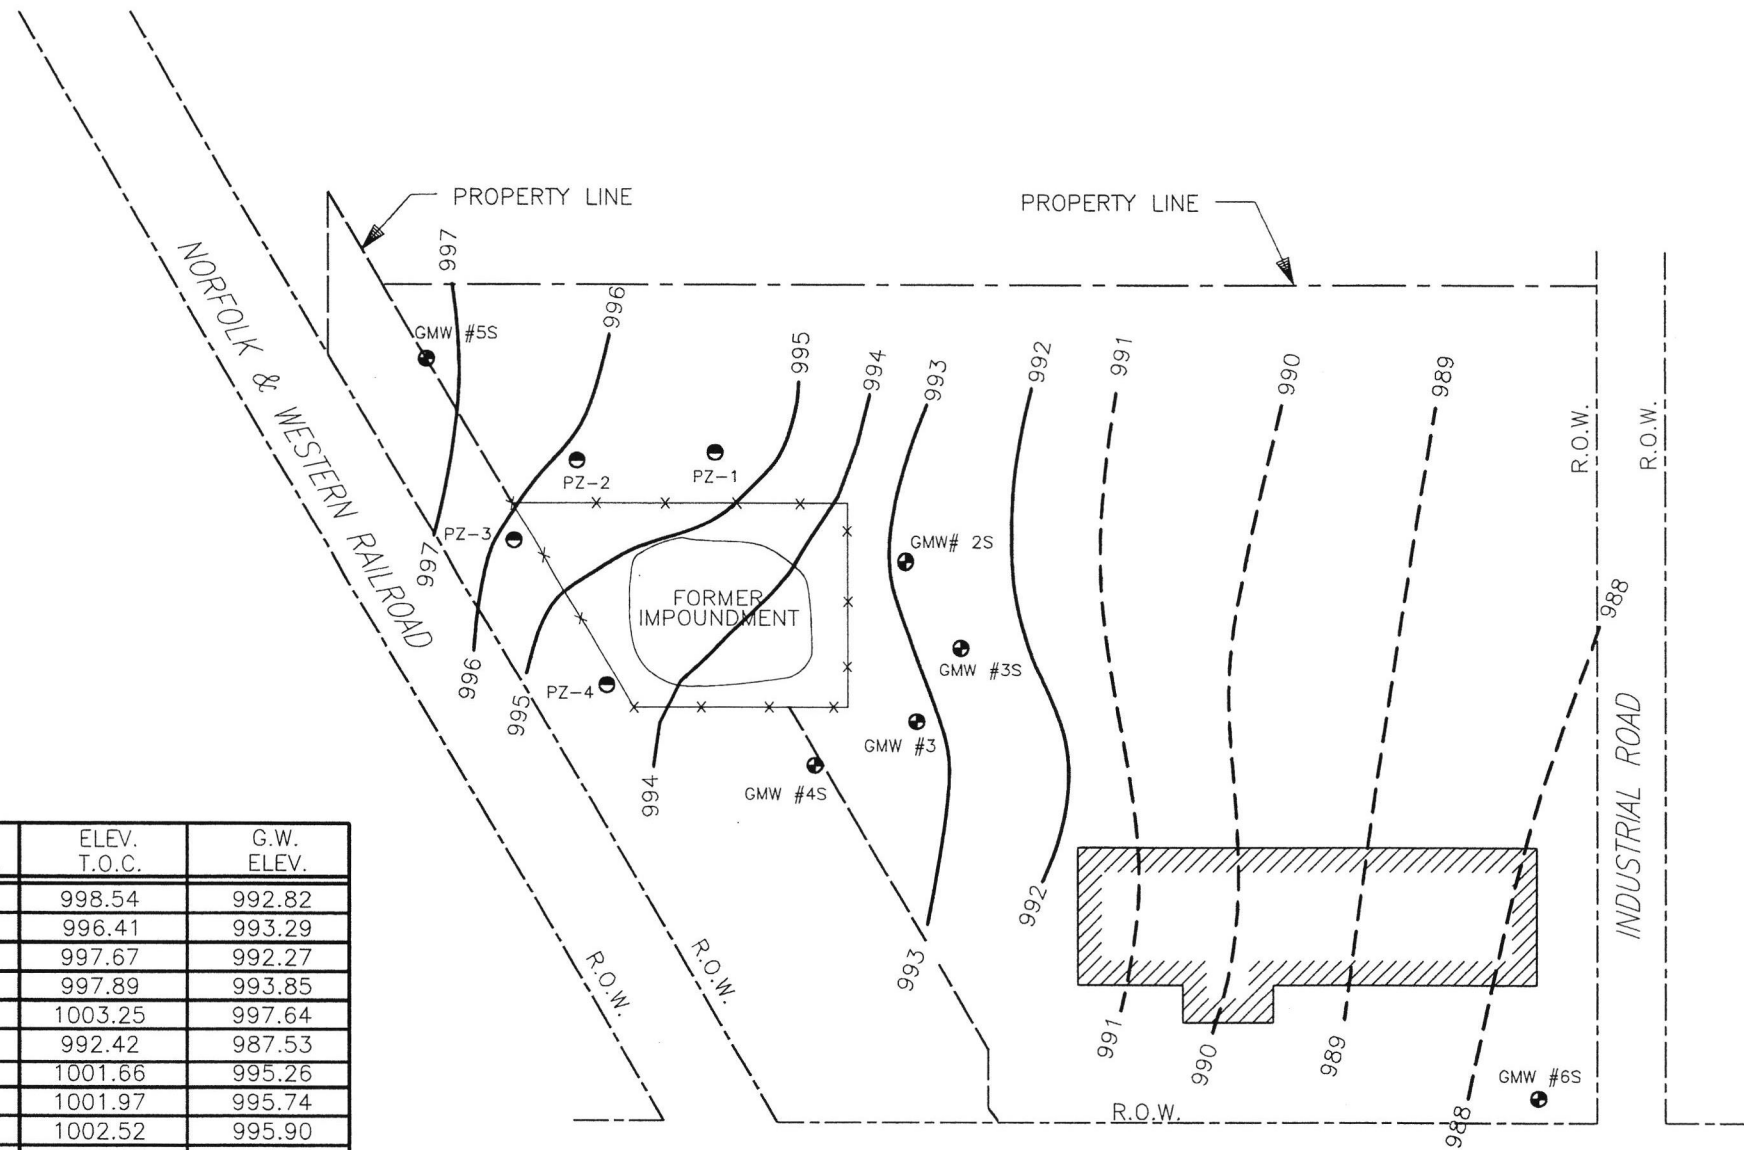 PROPERTY LINE
PROPERTY LINE
997
996
995
994
993
992
991
990
989
988
NORFOLK & WESTERN RAILROAD
GMW #5S
PZ-2
PZ-1
PZ-3
GMW# 2S
FORMER
IMPOUNDMENT
GMW #3S
PZ-4
GMW #3
GMW #4S
997
996
995
994
993
992
991
990
989
988
R.O.W.
R.O.W.
INDUSTRIAL ROAD
R.O.W.
R.O.W.
R.O.W.
GMW #6S
ELEV. G.W.
T.O.C. ELEV.
998.54 992.82
996.41 993.29
997.67 992.27
997.89 993.85
1003.25 997.64
992.42 987.53
1001.66 995.26
1001.97 995.74
1002.52 995.90